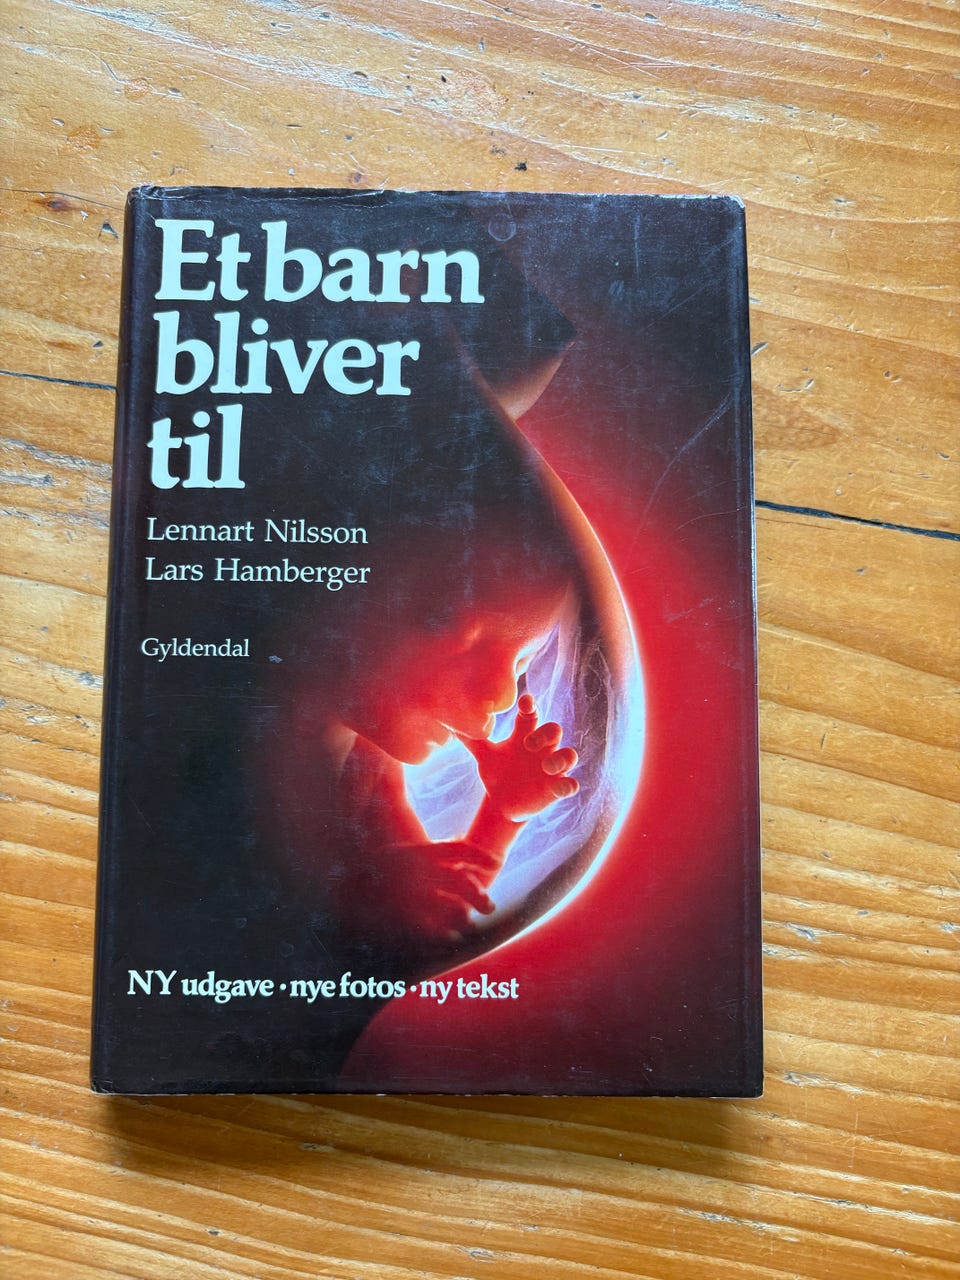 Et barn
bliver
til
Lennart Nilsson
Lars Hamberger
Gyldendal
NY udgave · nye fotos · ny tekst